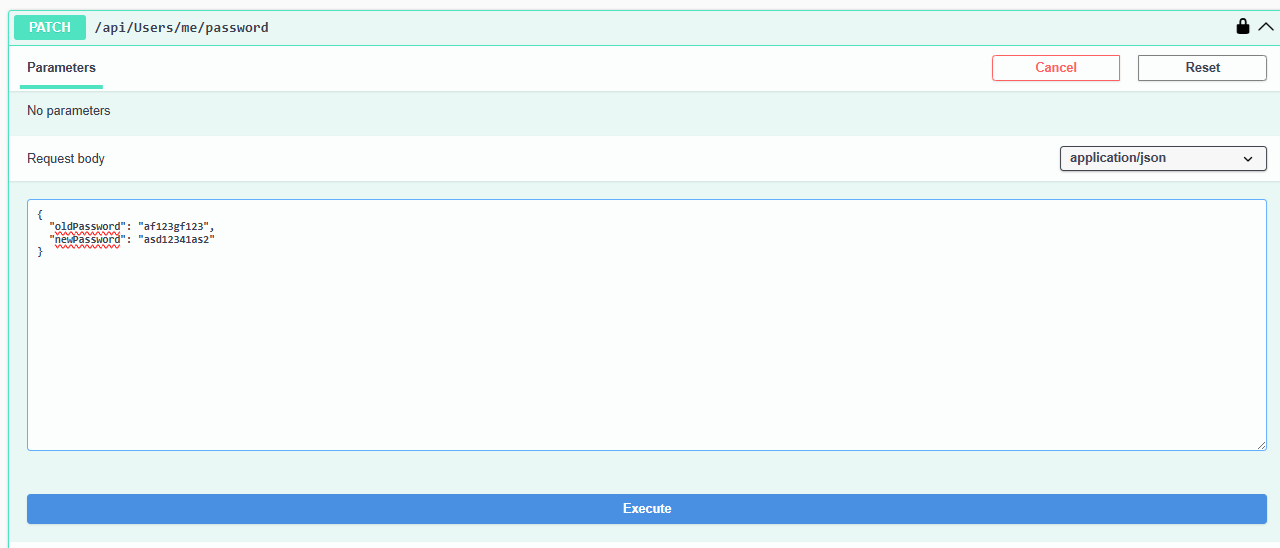 PATCH /api/Users/me/password
Parameters Cancel Reset
No parameters
Request body application/json
{
"oldPassword": "af123gf123",
"newPassword": "asd12341as2"
}
Execute